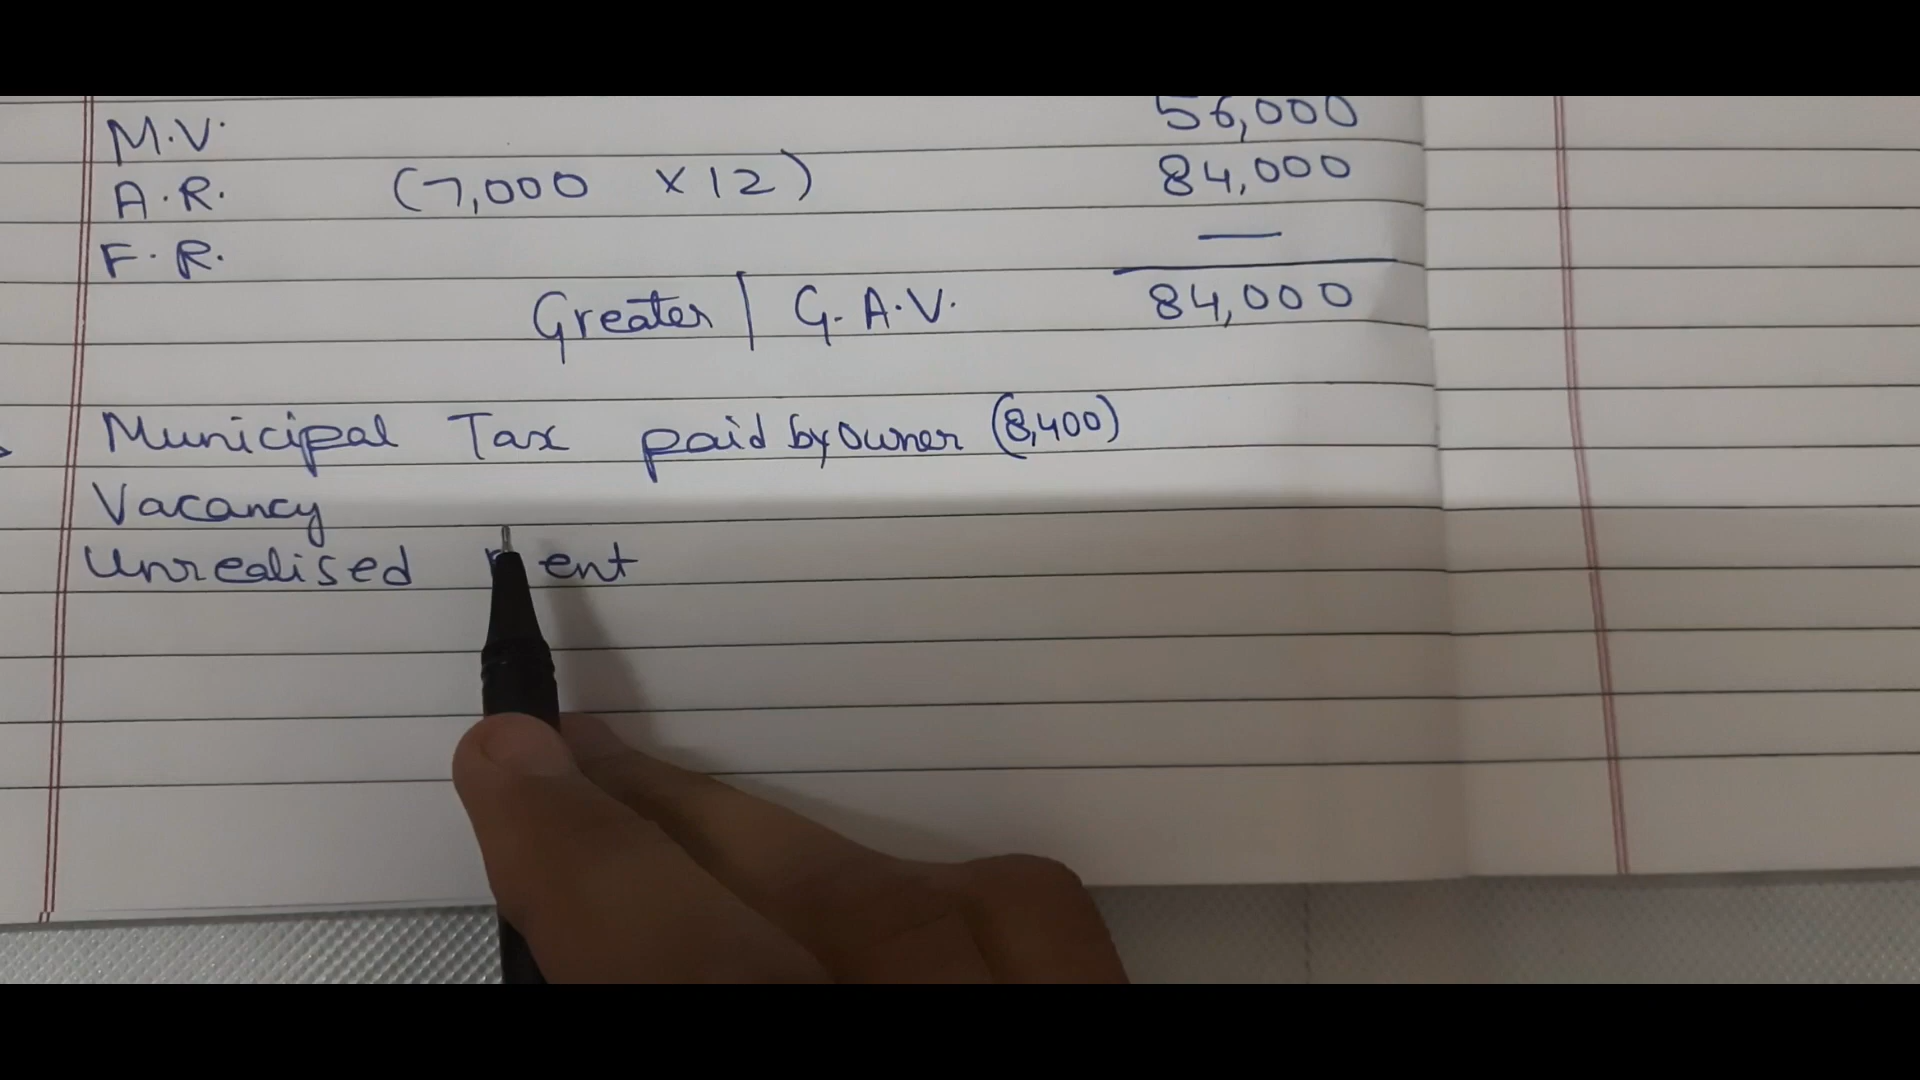 M.V. 56,000
A.R. (7,000 x 12) 84,000
F.R. —
Greater | G.A.V. 84,000
Municipal Tax paid by owner (8,400)
Vacancy
Unrealised rent